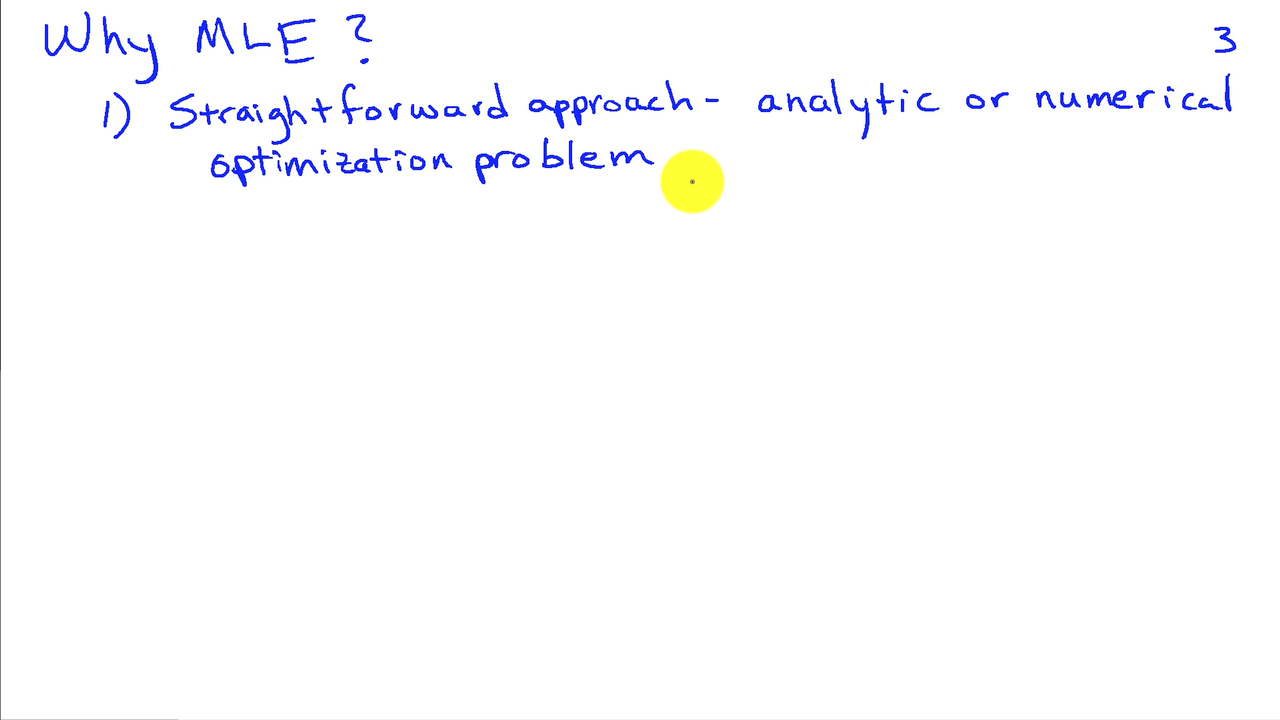 Why MLE? 3
1) Straightforward approach - analytic or numerical
optimization problem